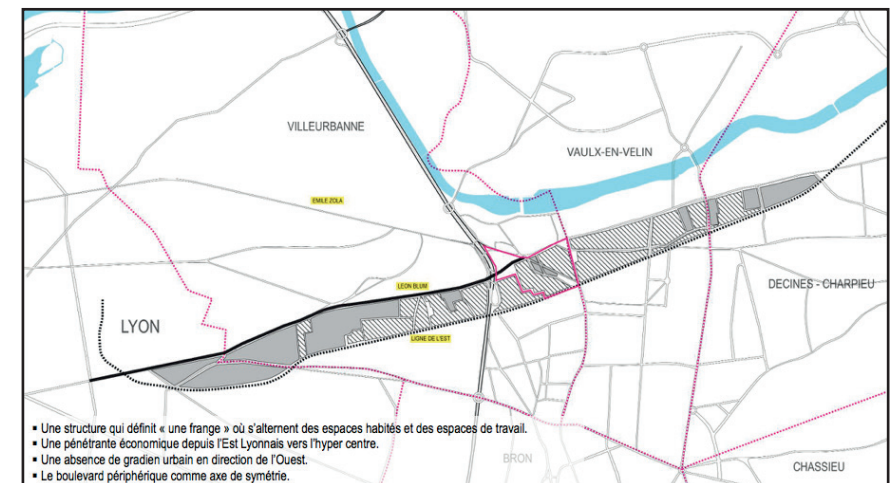 VILLEURBANNE
VAULX-EN-VELIN
EMILE ZOLA
DECINES - CHARPIEU
LEON BLUM
LYON
LIGNE DE L'EST
▪ Une structure qui définit « une frange » où s'alternent des espaces habités et des espaces de travail.
▪ Une pénétrante économique depuis l'Est Lyonnais vers l'hyper centre.
▪ Une absence de gradien urbain en direction de l'Ouest.
▪ Le boulevard périphérique comme axe de symétrie.
BRON
CHASSIEU